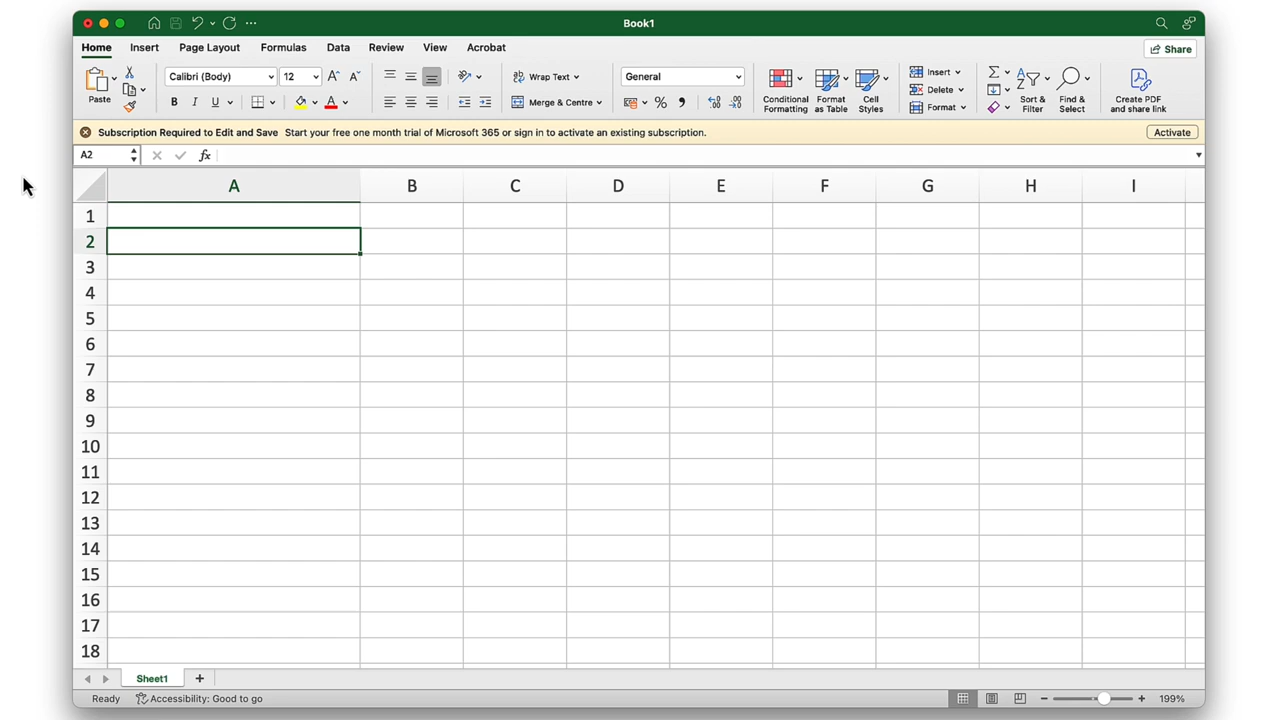 Book1
Home Insert Page Layout Formulas Data Review View Acrobat Share
Paste Calibri (Body) 12 Wrap Text General Conditional Formatting Format as Table Cell Styles Insert Sort & Filter Find & Select Create PDF and share link
B I U Merge & Centre Delete
Format
Subscription Required to Edit and Save Start your free one month trial of Microsoft 365 or sign in to activate an existing subscription. Activate
A2 fx
A B C D E F G H I
1
2
3
4
5
6
7
8
9
10
11
12
13
14
15
16
17
18
Sheet1
Ready Accessibility: Good to go 199%